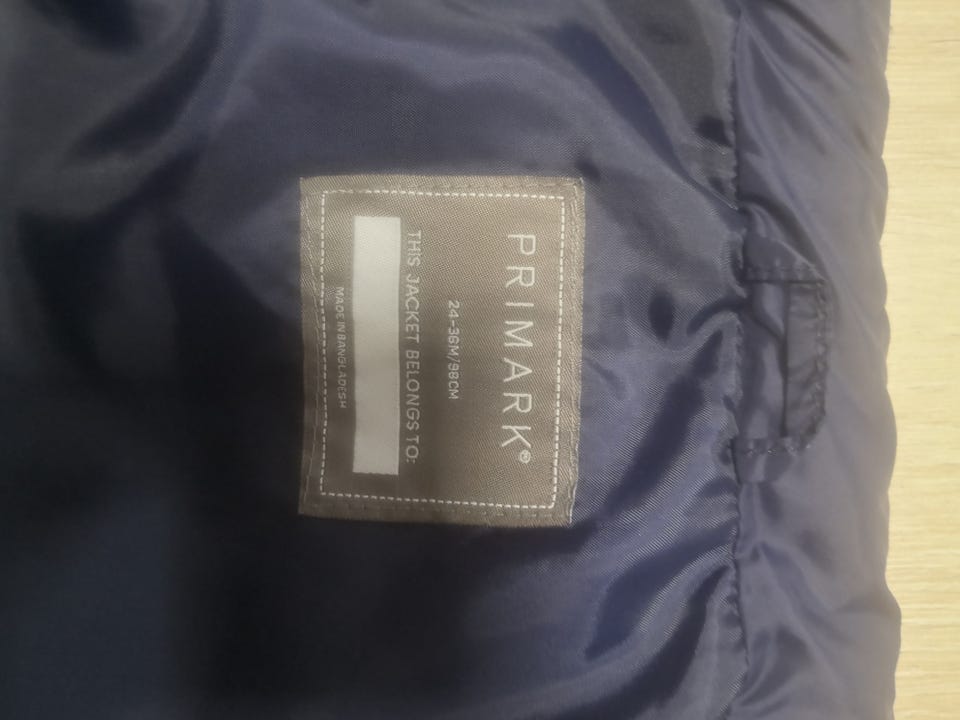 PRIMARK®
24-36M/98CM
THIS JACKET BELONGS TO:
MADE IN BANGLADESH